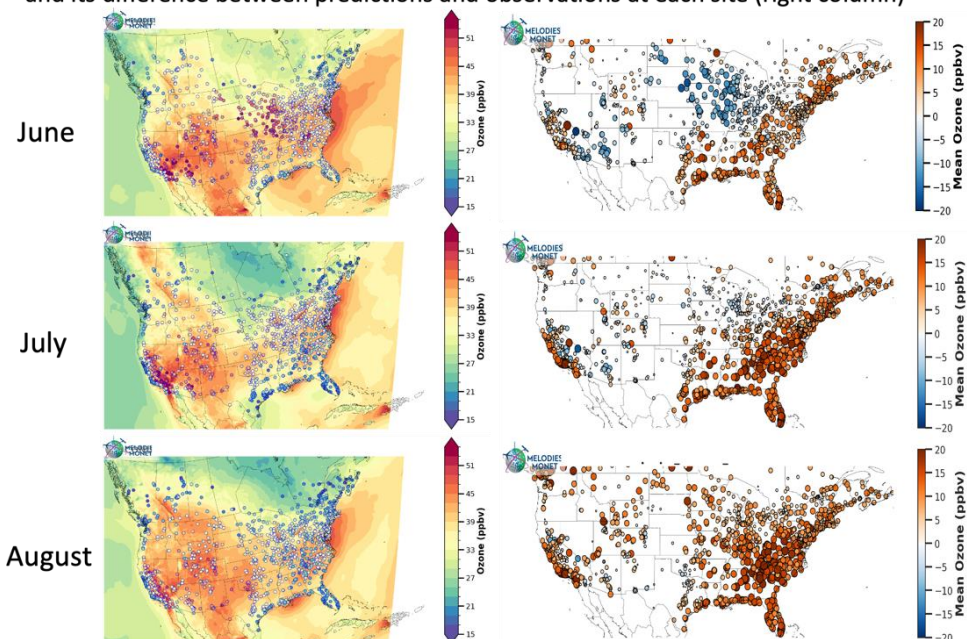 and its difference between predictions and observations at each site (right column)
June
MELODIES
MONET
51
45
39
33
27
21
15
Ozone (ppbv)
MELODIES
MONET
20
15
10
5
0
−5
−10
−15
−20
Mean Ozone (ppbv)
July
MELODIES
MONET
51
45
39
33
27
21
15
Ozone (ppbv)
MELODIES
MONET
20
15
10
5
0
−5
−10
−15
−20
Mean Ozone (ppbv)
August
MELODIES
MONET
51
45
39
33
27
21
15
Ozone (ppbv)
MELODIES
MONET
20
15
10
5
0
−5
−10
−15
−20
Mean Ozone (ppbv)